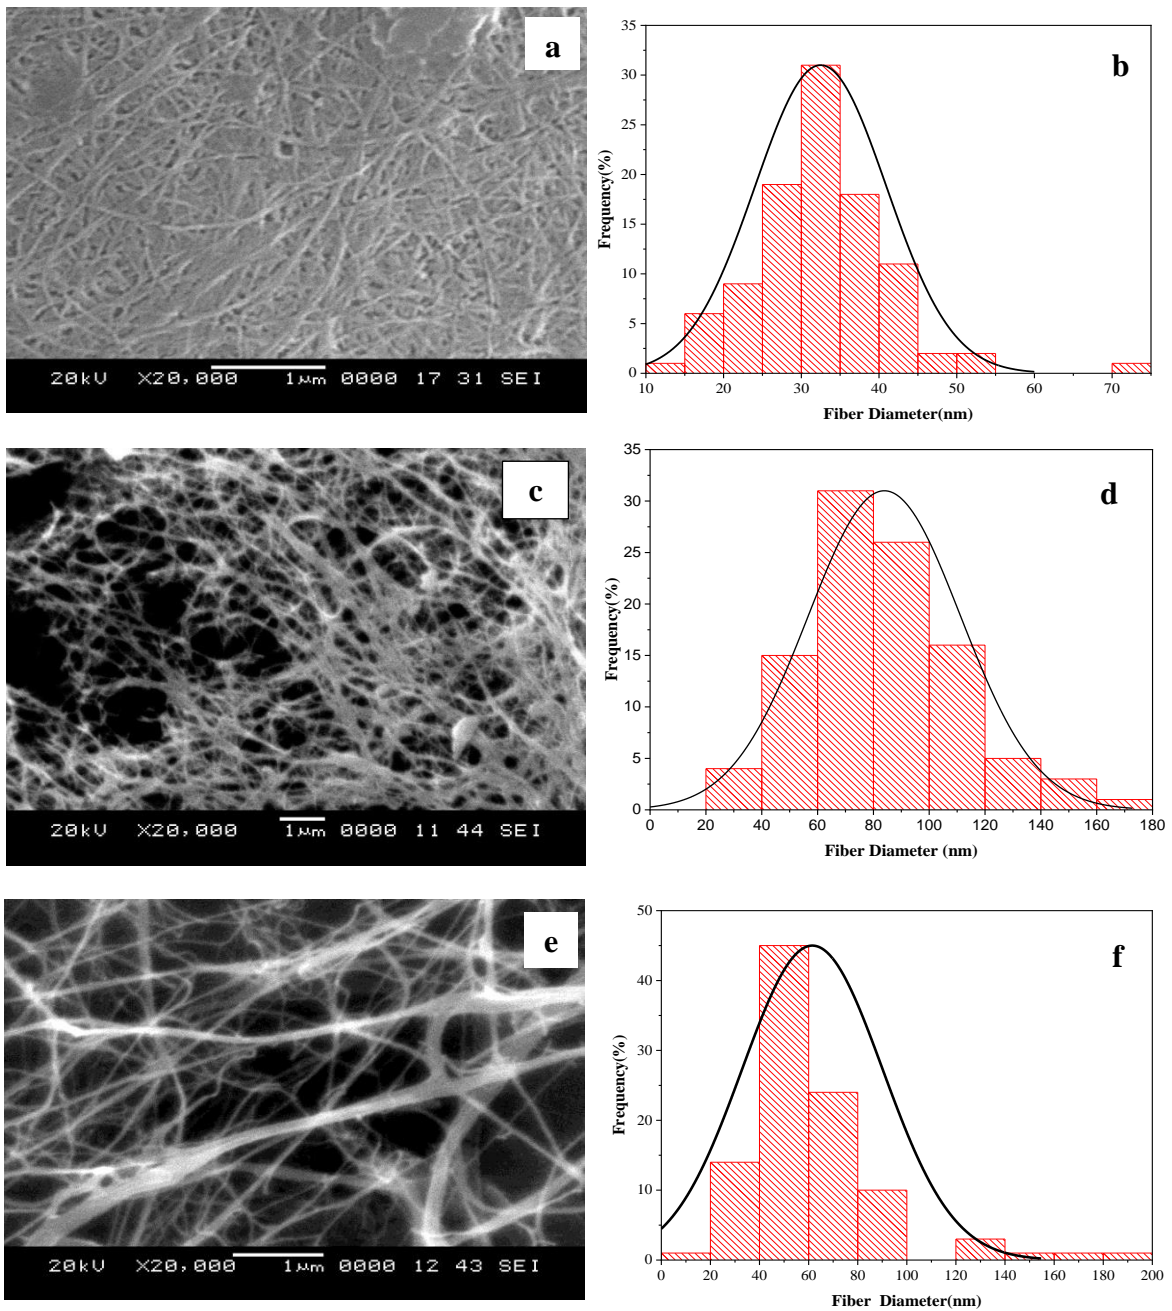 a
20kV X20,000 1μm 0000 17 31 SEI
b
35
30
25
20
15
10
5
0
Frequency(%)
10 20 30 40 50 60 70
Fiber Diameter(nm)
c
20kV X20,000 1μm 0000 11 44 SEI
d
35
30
25
20
15
10
5
0
Frequency(%)
0 20 40 60 80 100 120 140 160 180
Fiber Diameter (nm)
e
20kV X20,000 1μm 0000 12 43 SEI
f
50
40
30
20
10
0
Frequency(%)
0 20 40 60 80 100 120 140 160 180 200
Fiber Diameter(nm)